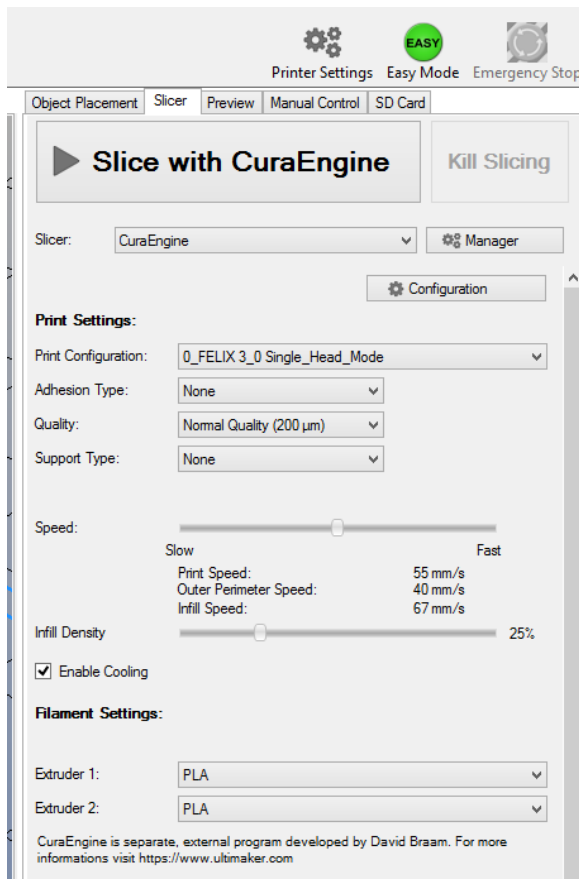 EASY
Printer Settings Easy Mode Emergency Stop
Object Placement Slicer Preview Manual Control SD Card
Slice with CuraEngine Kill Slicing
Slicer: CuraEngine Manager
Configuration
Print Settings:
Print Configuration: 0_FELIX 3_0 Single_Head_Mode
Adhesion Type: None
Quality: Normal Quality (200 µm)
Support Type: None
Speed:
Slow Fast
Print Speed: 55 mm/s
Outer Perimeter Speed: 40 mm/s
Infill Speed: 67 mm/s
Infill Density 25%
Enable Cooling
Filament Settings:
Extruder 1: PLA
Extruder 2: PLA
CuraEngine is separate, external program developed by David Braam. For more
informations visit https://www.ultimaker.com